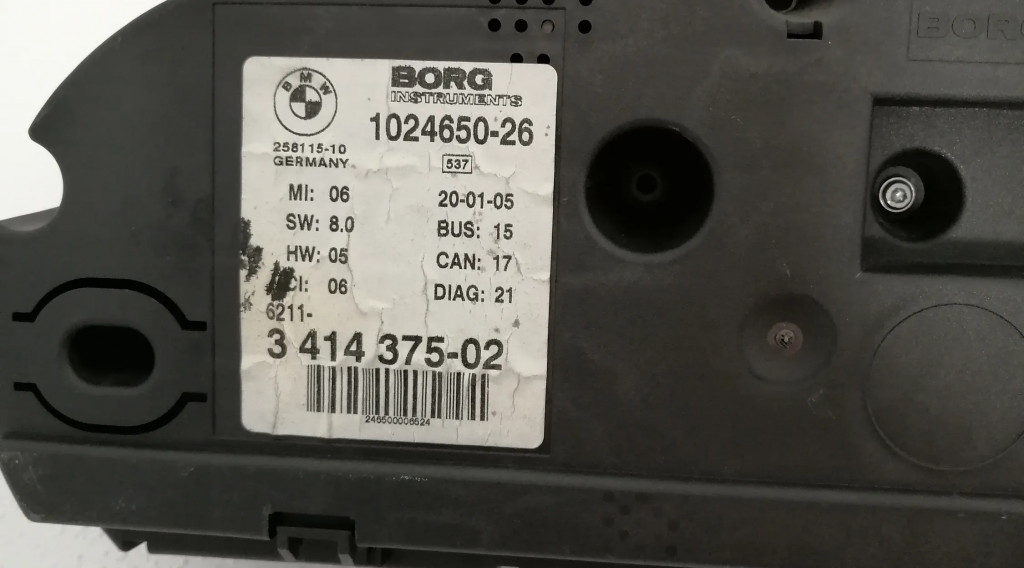 BMW
BORG
INSTRUMENTS
1024650-26
258115-10
GERMANY
537
MI: 06
20-01-05
SW: 8.0
BUS: 15
HW: 05
CAN: 17
CI: 06
DIAG: 21
6211-
3 414 375-02
246500006524
BORG